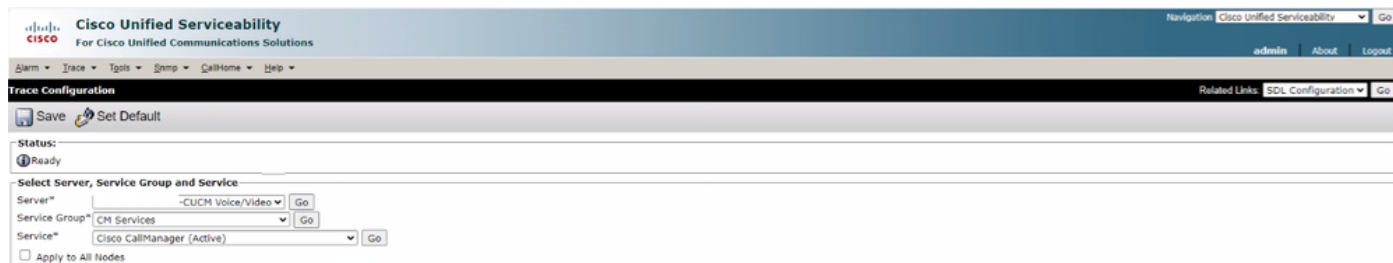 Cisco Unified Serviceability
CISCO
For Cisco Unified Communications Solutions
Navigation Cisco Unified Serviceability Go
admin About Logout
Alarm Trace Tools Snmp CallHome Help
Trace Configuration
Related Links: SDL Configuration Go
Save Set Default
Status:
Ready
Select Server, Service Group and Service
Server* -CUCM Voice/Video Go
Service Group* CM Services Go
Service* Cisco CallManager (Active) Go
Apply to All Nodes